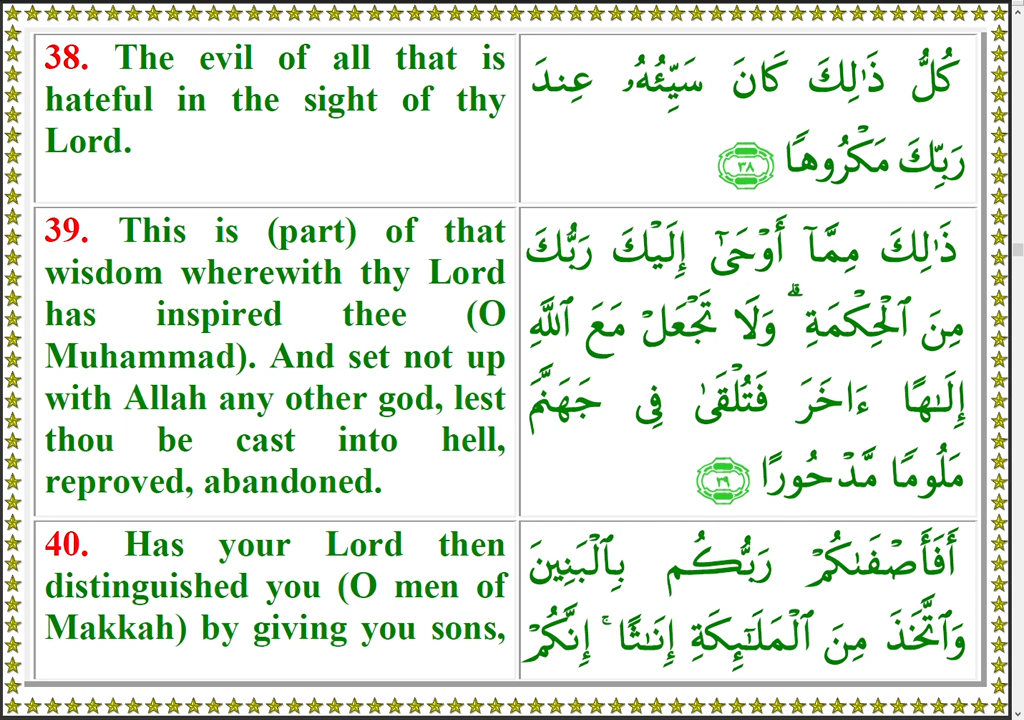 38. The evil of all that is
hateful in the sight of thy
Lord.
كُلُّ ذَٰلِكَ كَانَ سَيِّئُهُۥ عِندَ
رَبِّكَ مَكْرُوهًا ٣٨
39. This is (part) of that
wisdom wherewith thy Lord
has inspired thee (O
Muhammad). And set not up
with Allah any other god, lest
thou be cast into hell,
reproved, abandoned.
ذَٰلِكَ مِمَّآ أَوْحَىٰٓ إِلَيْكَ رَبُّكَ
مِنَ ٱلْحِكْمَةِ ۗ وَلَا تَجْعَلْ مَعَ ٱللَّهِ
إِلَـٰهًا ءَاخَرَ فَتُلْقَىٰ فِى جَهَنَّمَ
مَلُومًا مَّدْحُورًا ٣٩
40. Has your Lord then
distinguished you (O men of
Makkah) by giving you sons,
أَفَأَصْفَىٰكُمْ رَبُّكُم بِٱلْبَنِينَ
وَٱتَّخَذَ مِنَ ٱلْمَلَـٰٓئِكَةِ إِنَـٰثًا ۚ إِنَّكُمْ